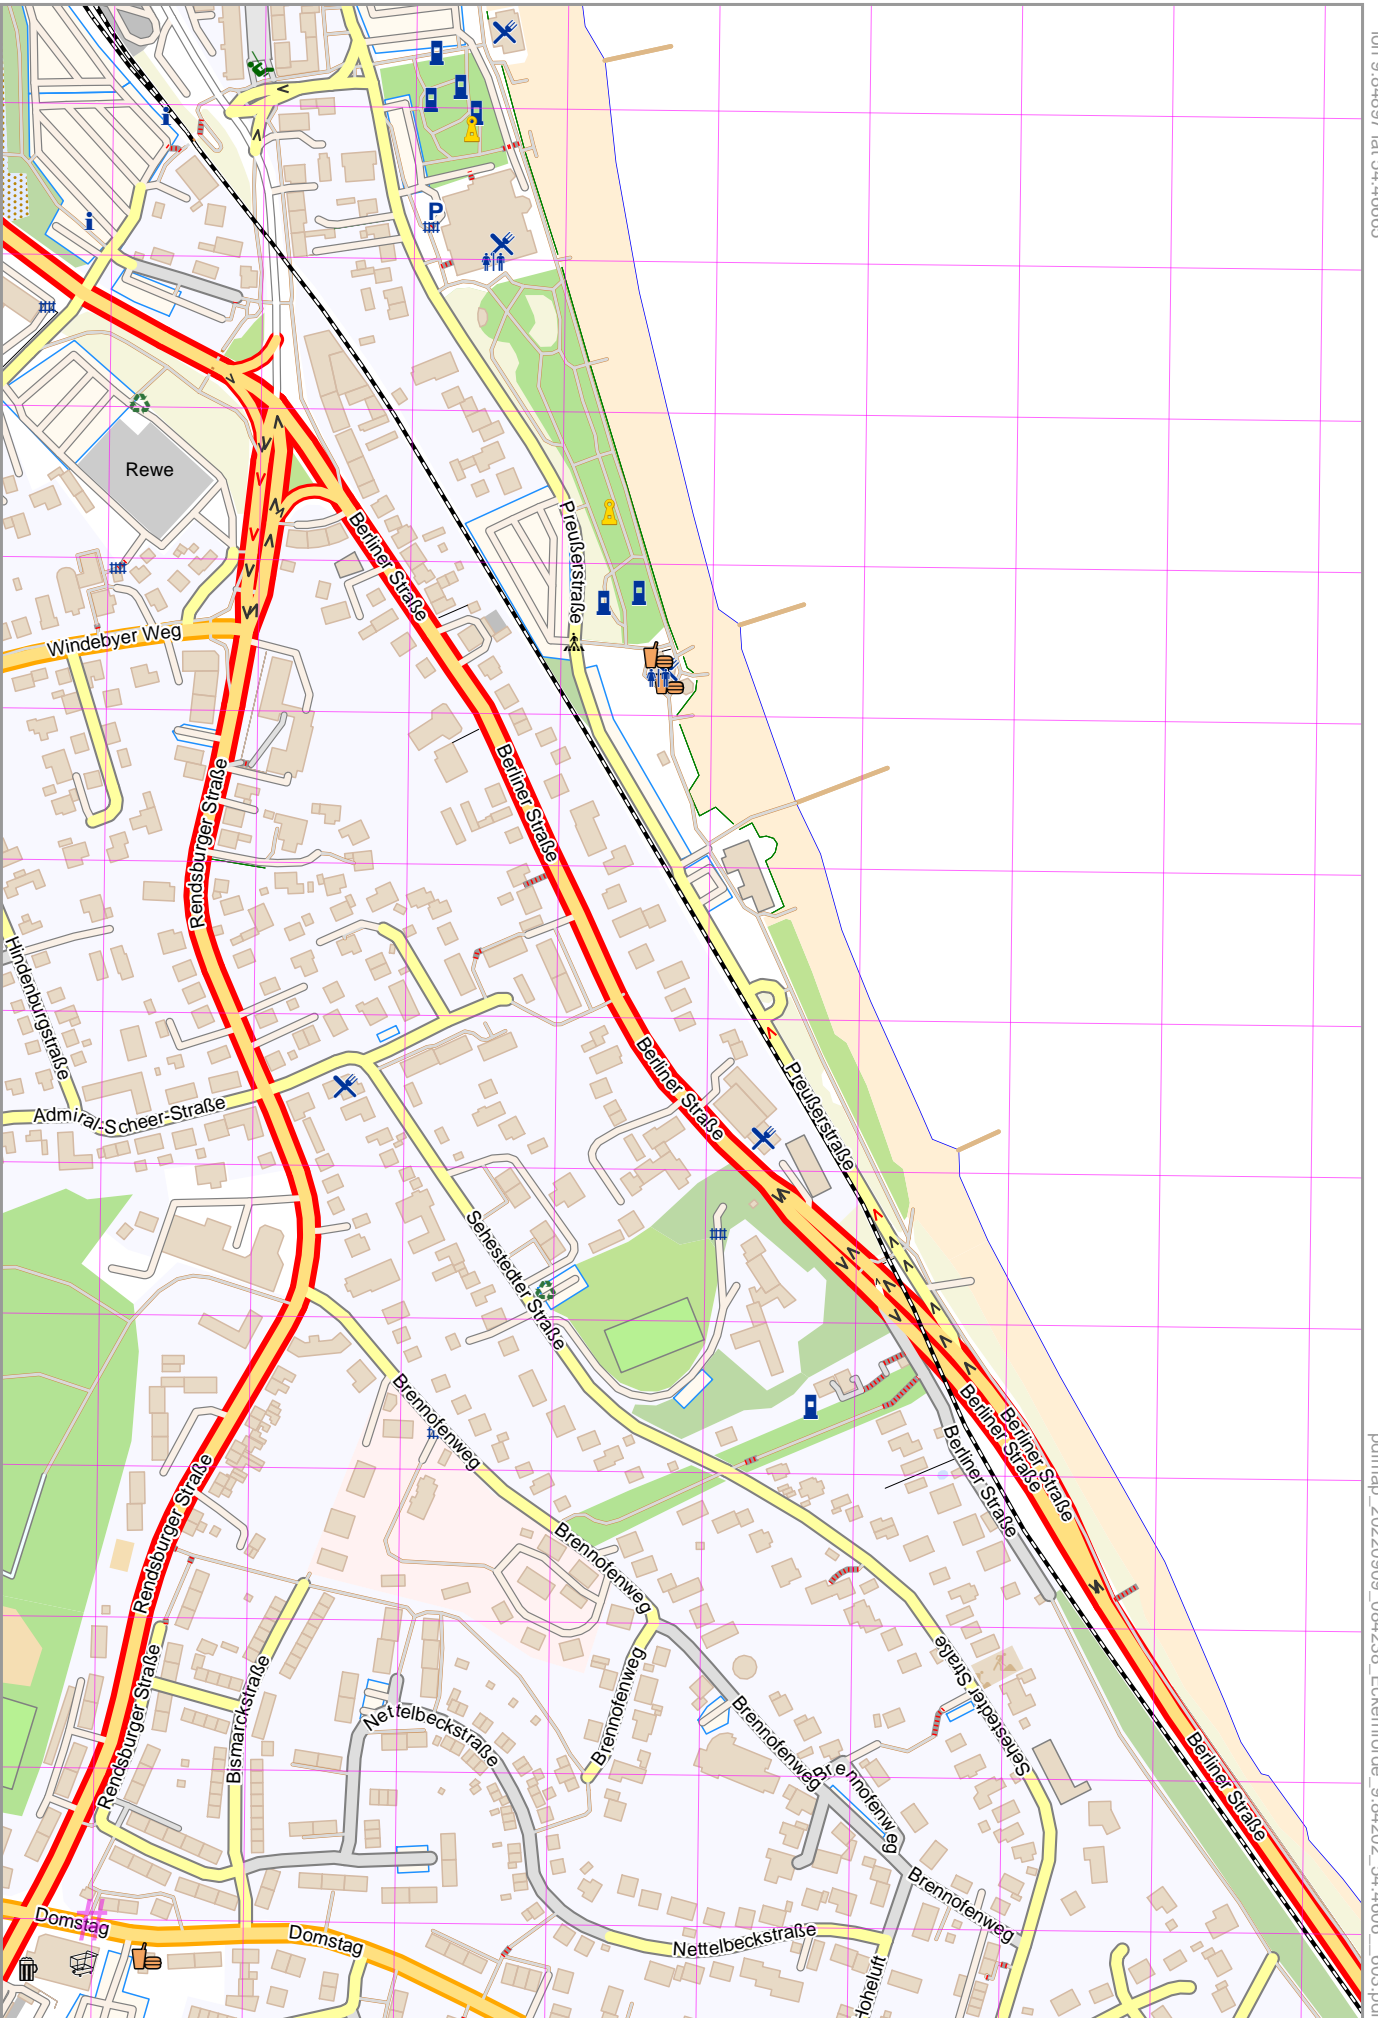 P
Rewe
Preußerstraße
Berliner Straße
Windebyer Weg
Rendsburger Straße
Berliner Straße
Hindenburgstraße
Berliner Straße
Preußerstraße
Admiral-Scheer-Straße
Sehestedter Straße
Brennofenweg
Berliner Straße
Berliner Straße
Berliner Straße
Rendsburger Straße
Brennofenweg
Rendsburger Straße
Bismarckstraße
Nettelbeckstraße
Brennofenweg
Brennofenweg
Brennofenweg
Sehestedter Straße
Berliner Straße
Brennofenweg
Domstag
Domstag
Nettelbeckstraße
Hoheluft